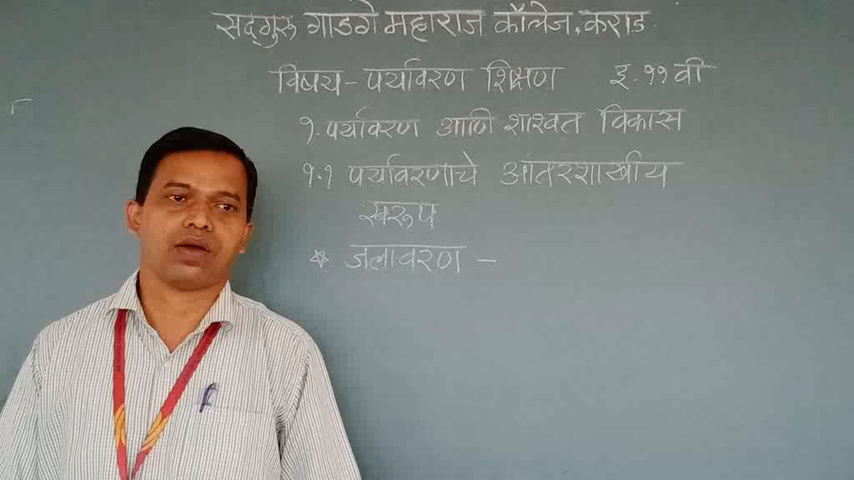 सद्‌गुरु गाडगे महाराज कॉलेज, कराड.
विषय - पर्यावरण शिक्षण इ. ११ वी
१. पर्यावरण आणि शाश्वत विकास
१.१ पर्यावरणाचे आंतरशाखीय
स्वरूप
* जलावरण -